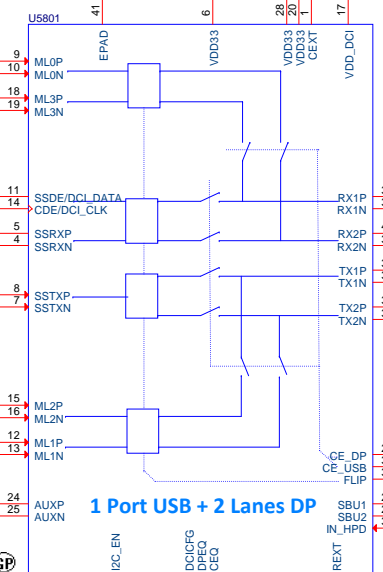 U5801
41
6
28
20
1
17
EPAD
VDD33
VDD33
VDD33
CEXT
VDD_DCI
9 ML0P
10 ML0N
18 ML3P
19 ML3N
11 SSDE/DCI_DATA
14 CDE/DCI_CLK
5 SSRXP
4 SSRXN
8 SSTXP
7 SSTXN
15 ML2P
16 ML2N
12 ML1P
13 ML1N
24 AUXP
25 AUXN
RX1P
RX1N
RX2P
RX2N
TX1P
TX1N
TX2P
TX2N
CE_DP
CE_USB
FLIP
1 Port USB + 2 Lanes DP
SBU1
SBU2
IN_HPD
I2C_EN
DCICFG
DPEQ
CEQ
REXT
GP